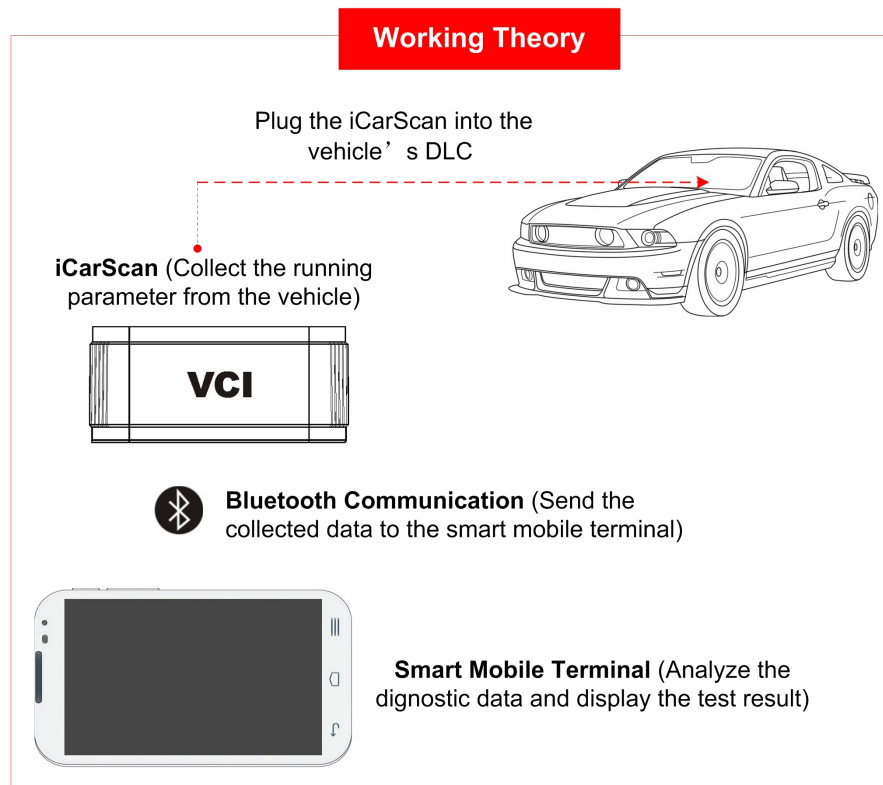 Working Theory
Plug the iCarScan into the
vehicle’ s DLC
iCarScan (Collect the running
parameter from the vehicle)
VCI
Bluetooth Communication (Send the
collected data to the smart mobile terminal)
Smart Mobile Terminal (Analyze the
dignostic data and display the test result)